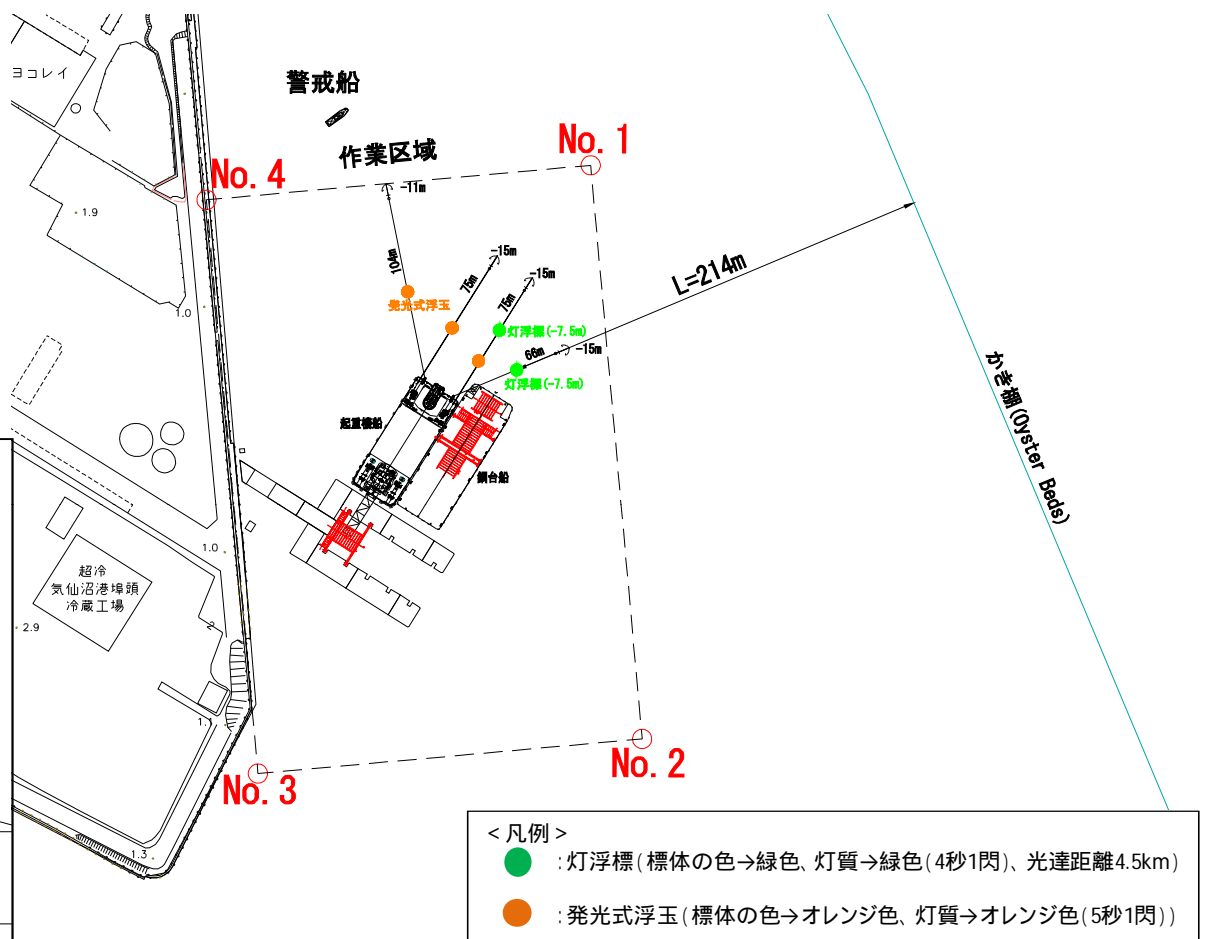 ヨコレイ
警戒船
作業区域
No. 1
No. 4
-11m
1.9
104m
-15m
75m
-15m
75m
L=214m
発光式浮玉
1.0
灯浮標(-7.5m)
66m
-15m
灯浮標(-7.5m)
かき棚(Oyster Beds)
起重機船
鋼台船
1.0
超冷
気仙沼港埠頭
冷蔵工場
2
2.9
1.1
No. 2
No. 3
1.3
<凡例>
:灯浮標(標体の色→緑色、灯質→緑色(4秒1閃)、光達距離4.5km)
:発光式浮玉(標体の色→オレンジ色、灯質→オレンジ色(5秒1閃))